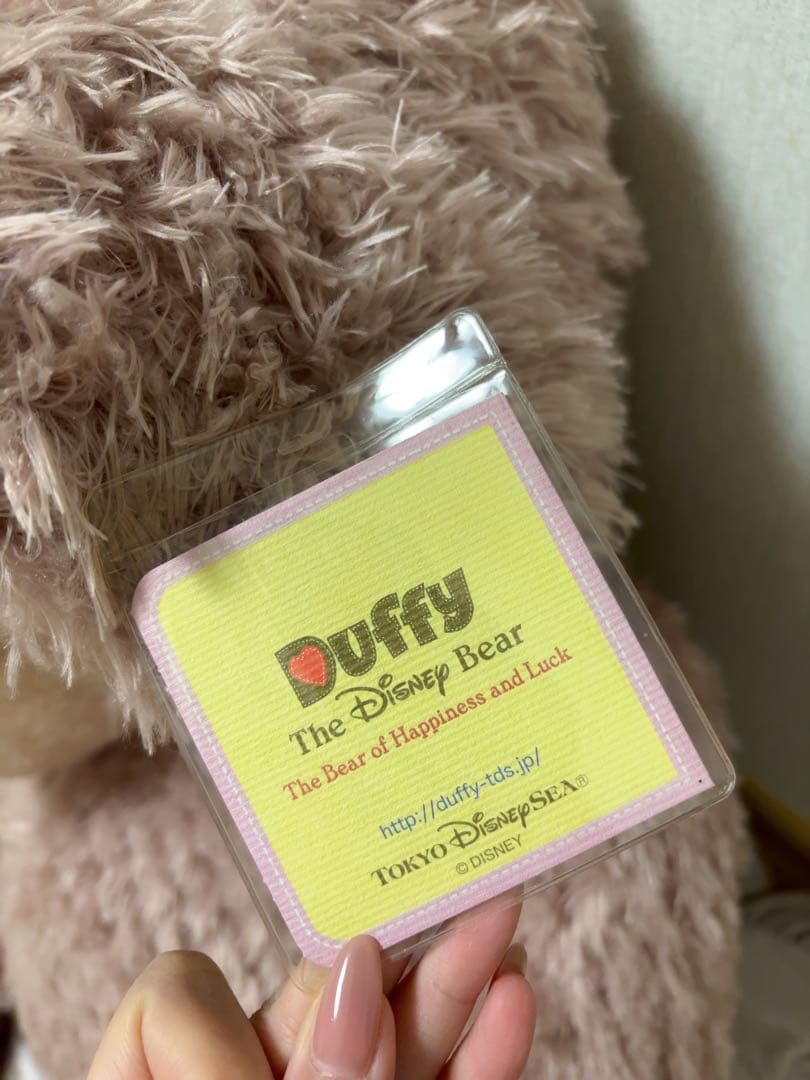 Duffy
The Disney Bear
The Bear of Happiness and Luck
http://duffy-tds.jp/
TOKYO DisneySEA®
© DISNEY